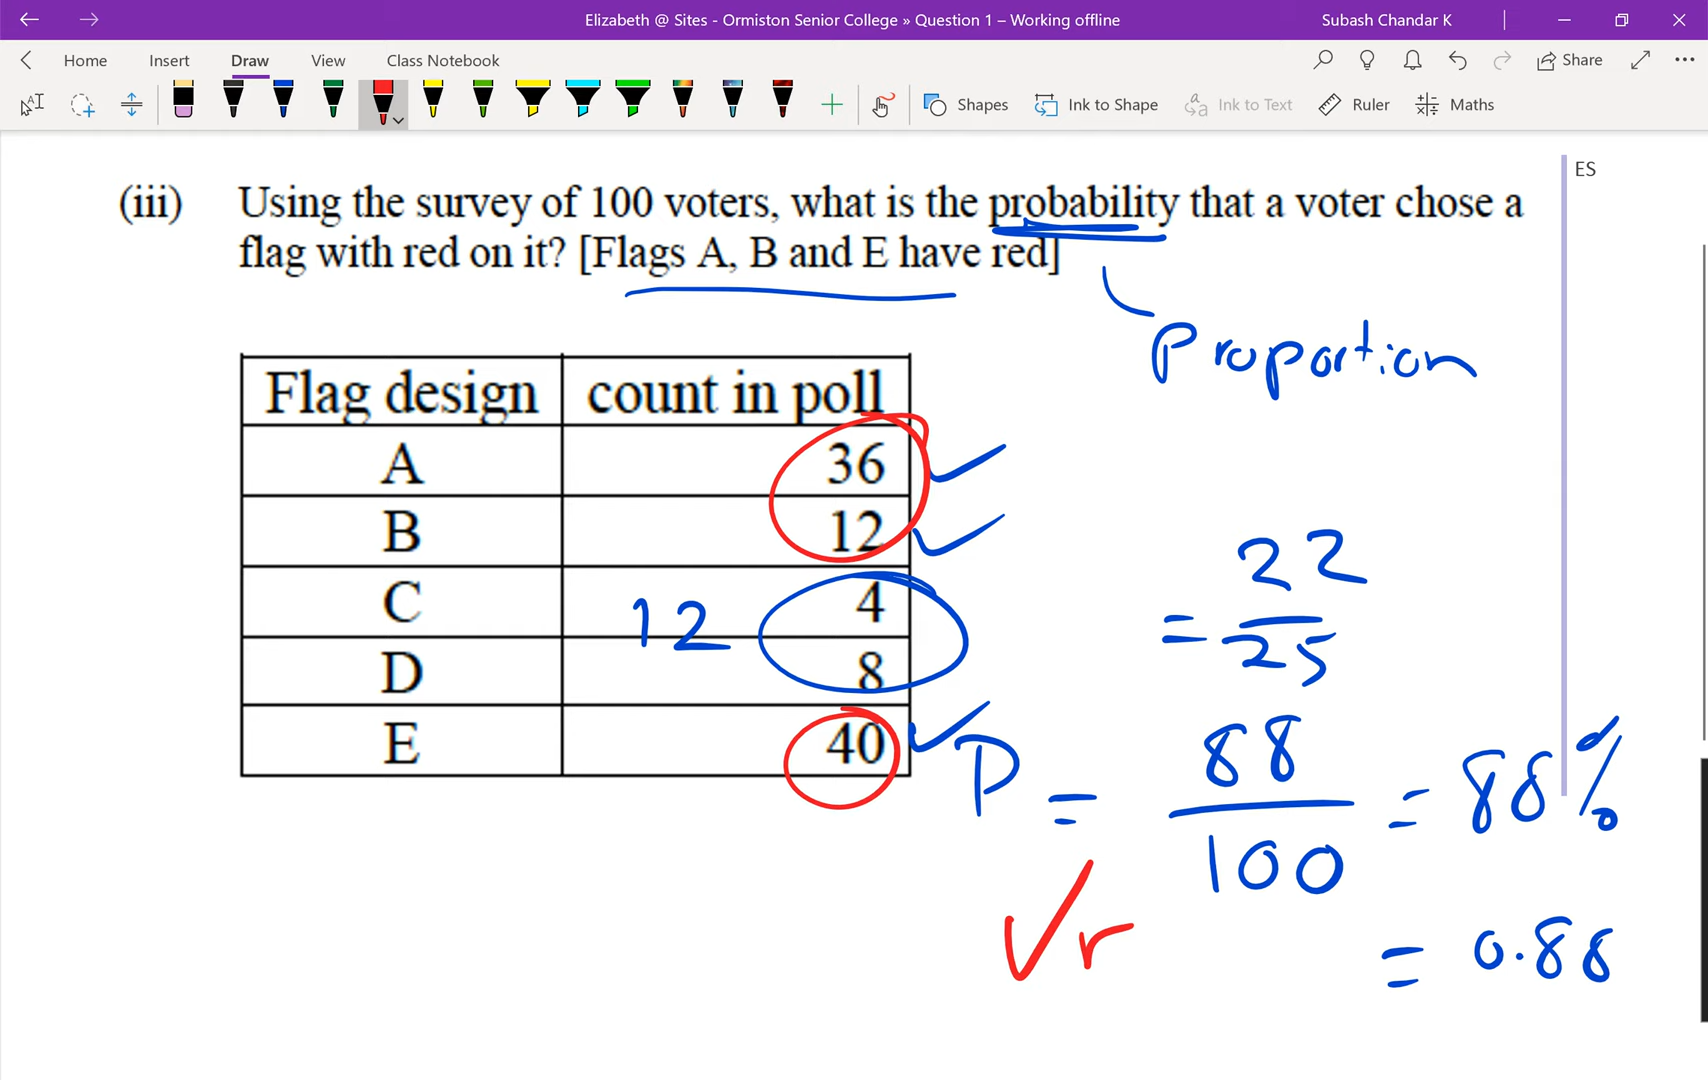 Elizabeth @ Sites - Ormiston Senior College » Question 1 – Working offline
Subash Chandar K
Home Insert Draw View Class Notebook
Share
Shapes Ink to Shape Ink to Text Ruler Maths
ES
(iii) Using the survey of 100 voters, what is the probability that a voter chose a
flag with red on it? [Flags A, B and E have red]
Proportion
Flag design count in poll
A 36
B 12
C 4
12
D 8
E 40
= 22/25
P = 88/100 = 88%
r
= 0.88